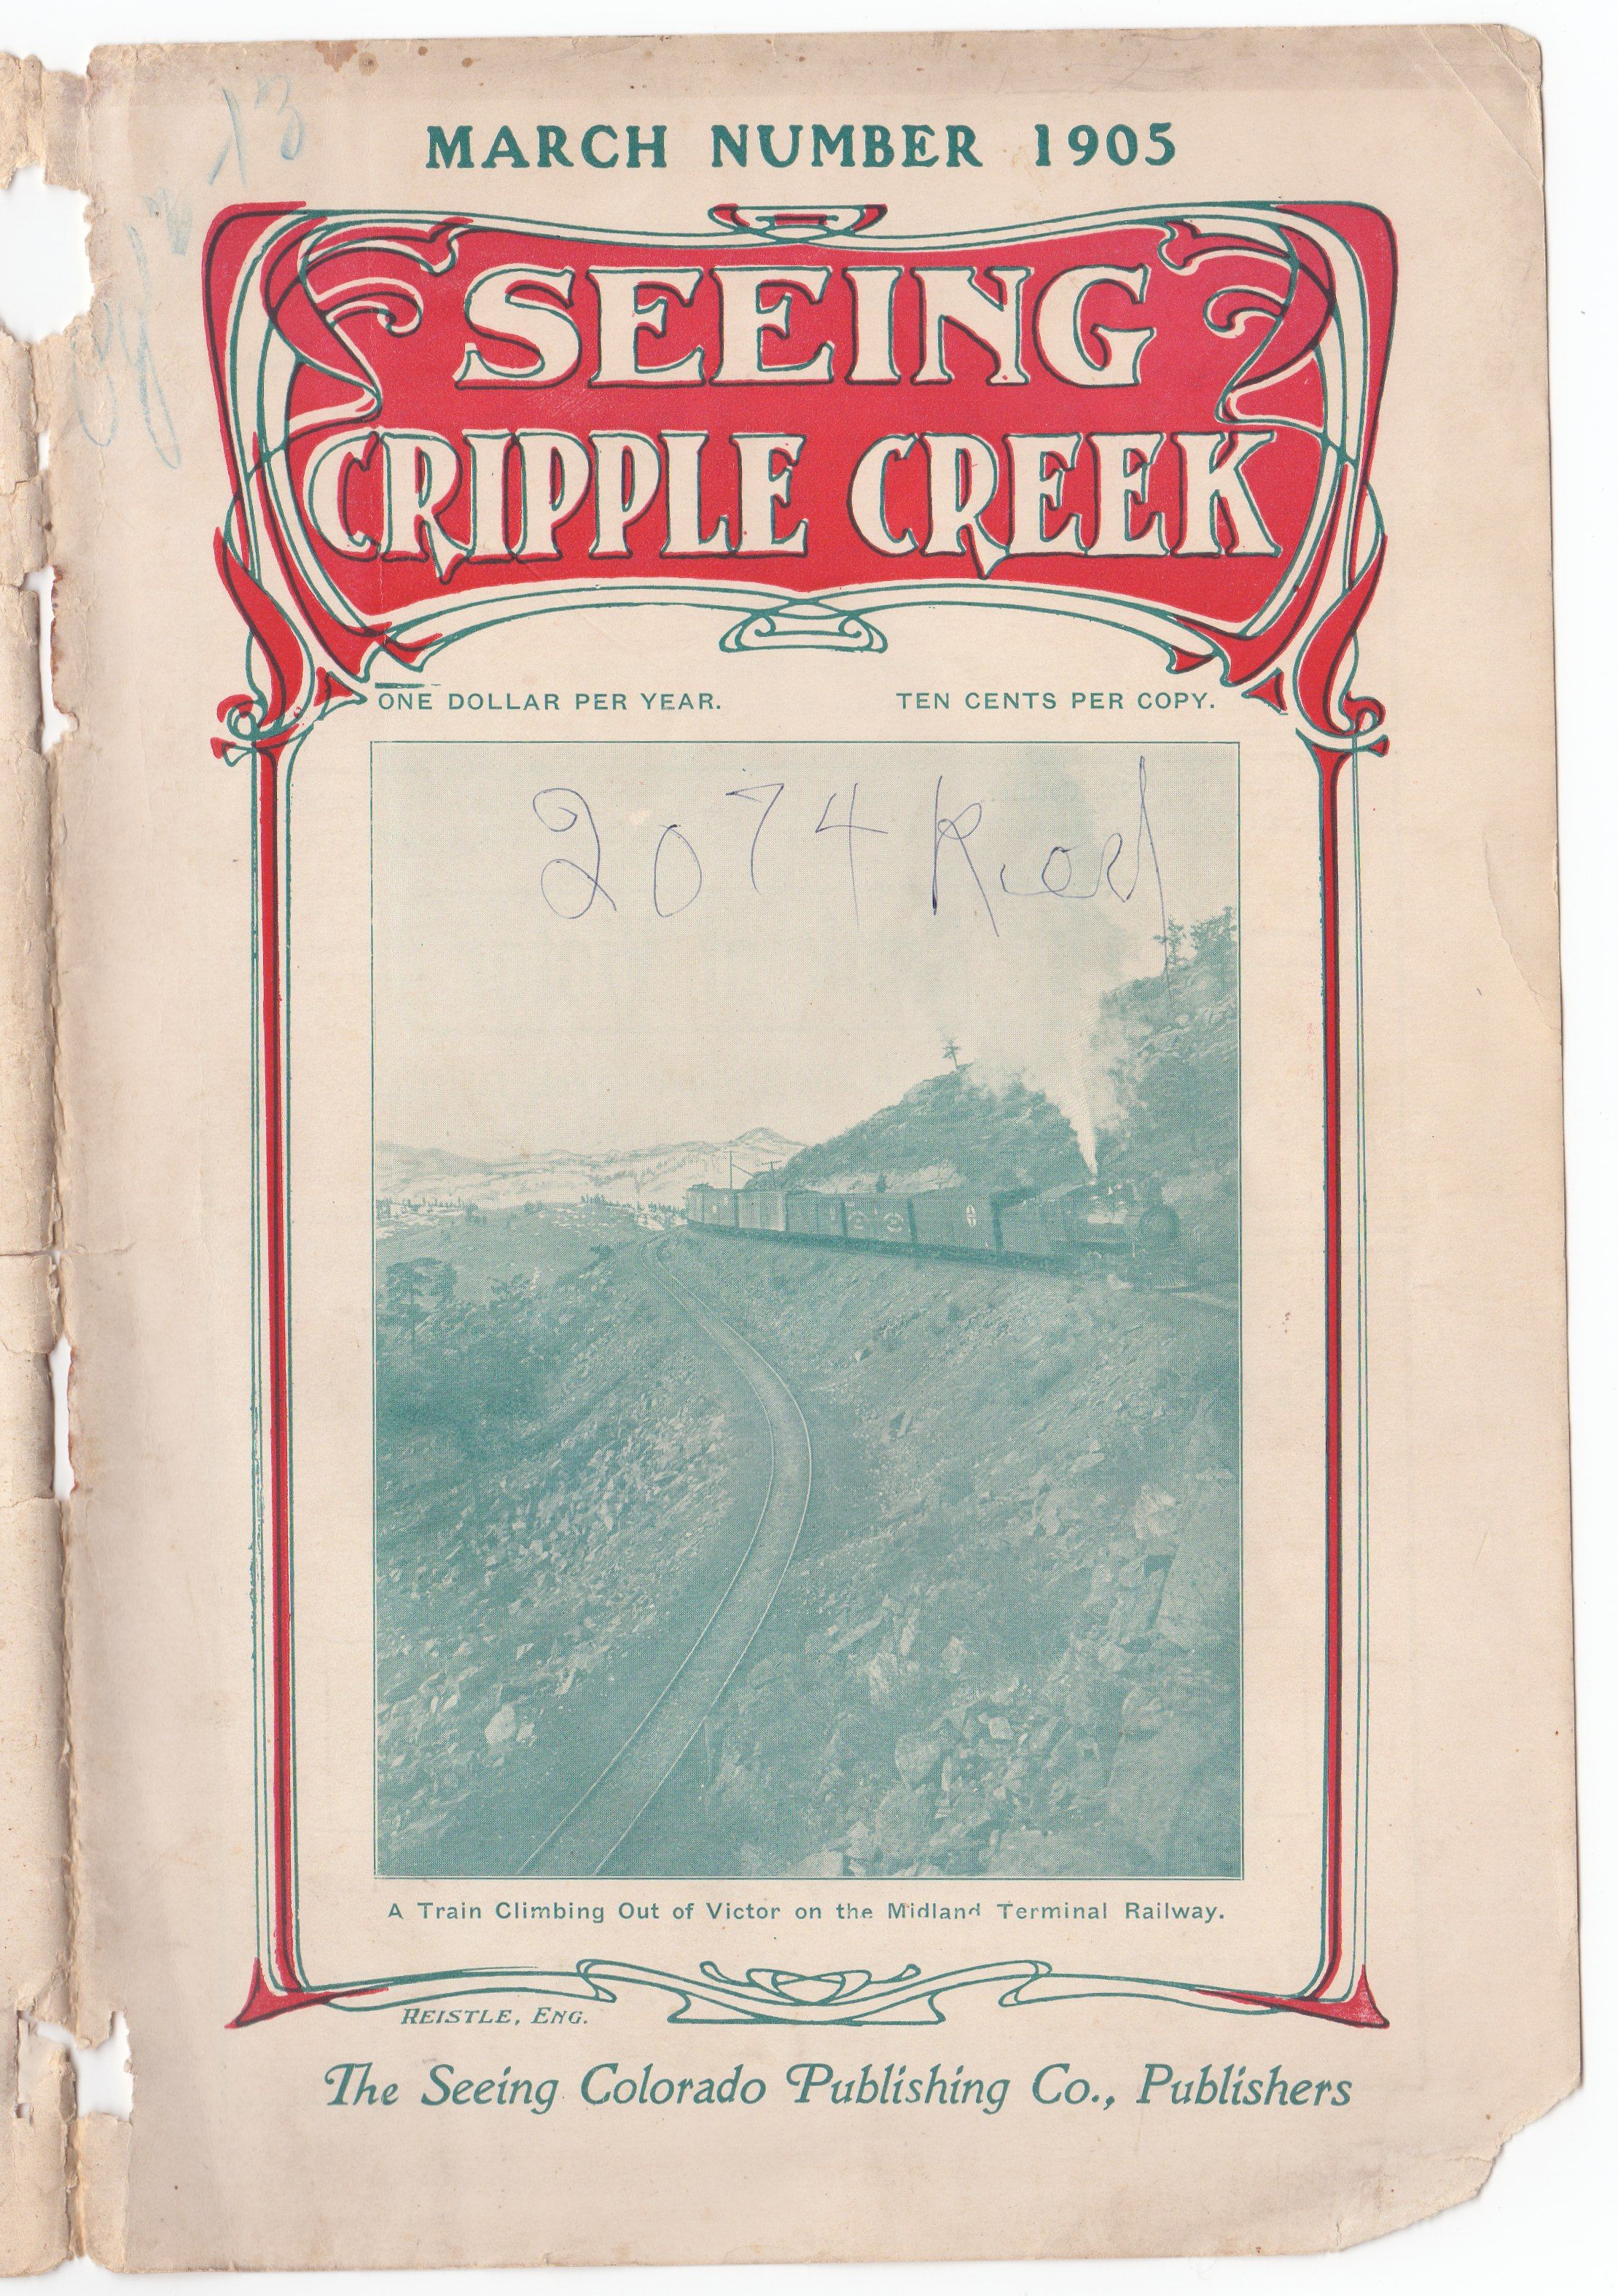 MARCH NUMBER 1905
SEEING
CRIPPLE CREEK
ONE DOLLAR PER YEAR.
TEN CENTS PER COPY.
2074
A Train Climbing Out of Victor on the Midland Terminal Railway.
REISTLE, ENG.
The Seeing Colorado Publishing Co., Publishers